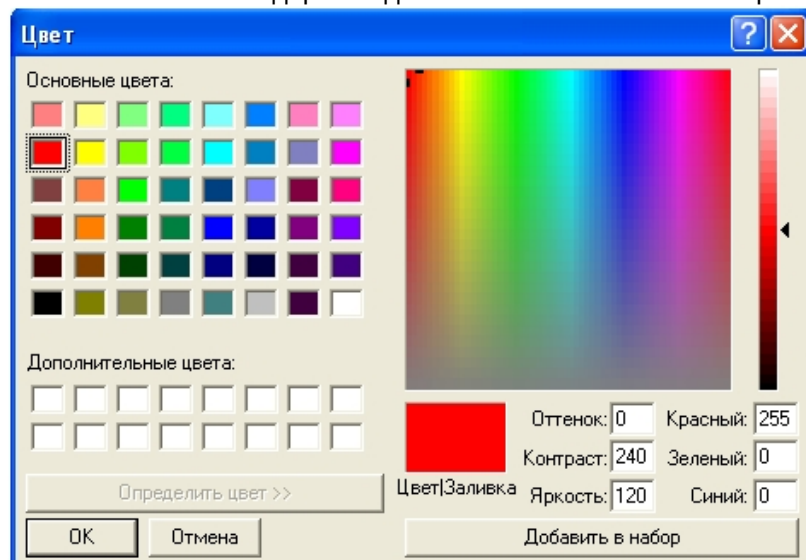 Цвет
Основные цвета:
Дополнительные цвета:
Определить цвет >>
OK
Отмена
Цвет|Заливка
Оттенок: 0
Контраст: 240
Яркость: 120
Красный: 255
Зеленый: 0
Синий: 0
Добавить в набор